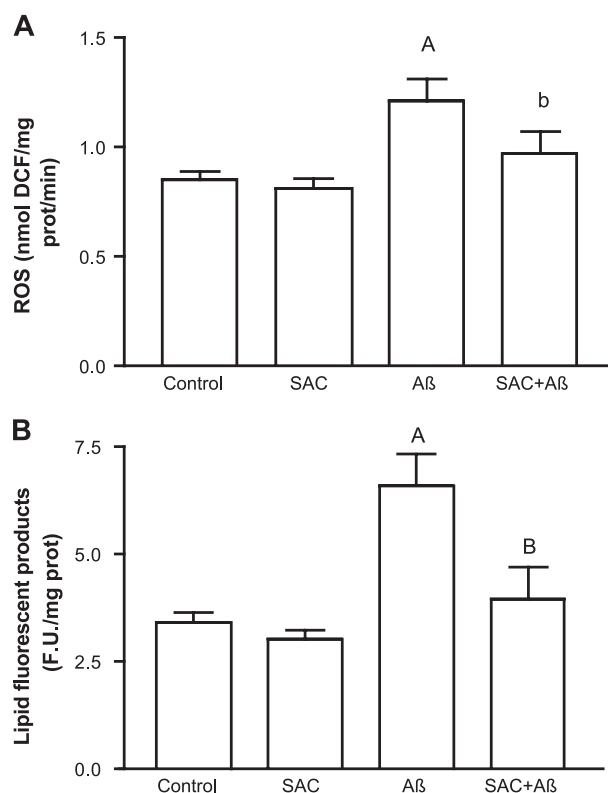 A
ROS (nmol DCF/mg
prot/min)
1.5
1.0
0.5
0.0
A
b
Control SAC Aß SAC+Aß
B
Lipid fluorescent products
(F.U./mg prot)
7.5
5.0
2.5
0.0
A
B
Control SAC Aß SAC+Aß